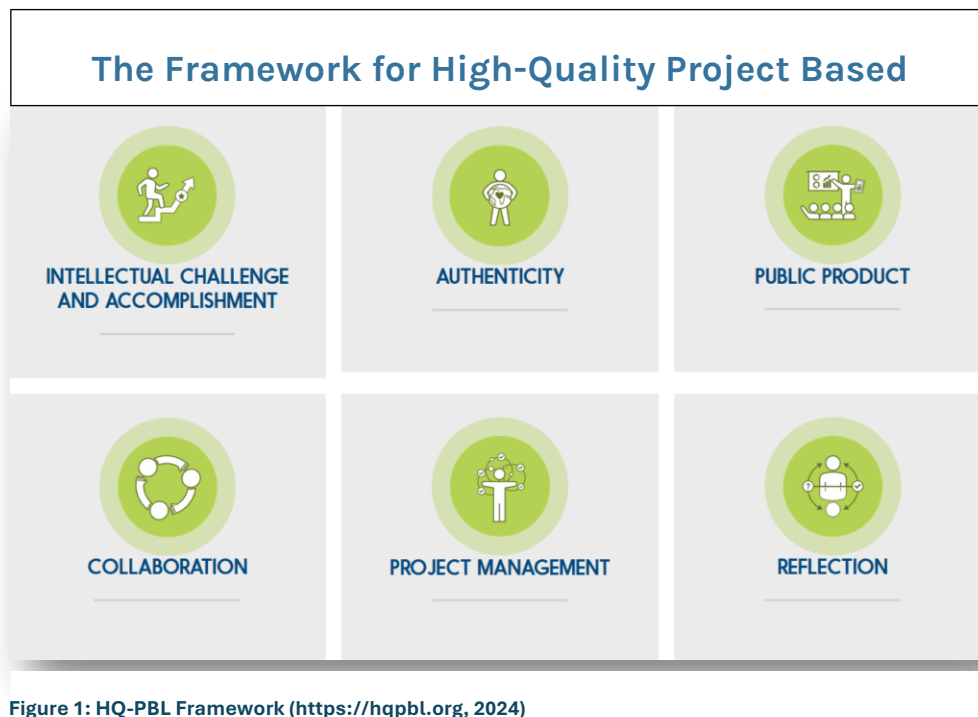 The Framework for High-Quality Project Based
INTELLECTUAL CHALLENGE
AND ACCOMPLISHMENT
AUTHENTICITY
PUBLIC PRODUCT
COLLABORATION
PROJECT MANAGEMENT
REFLECTION
Figure 1: HQ-PBL Framework (https://hqpbl.org, 2024)